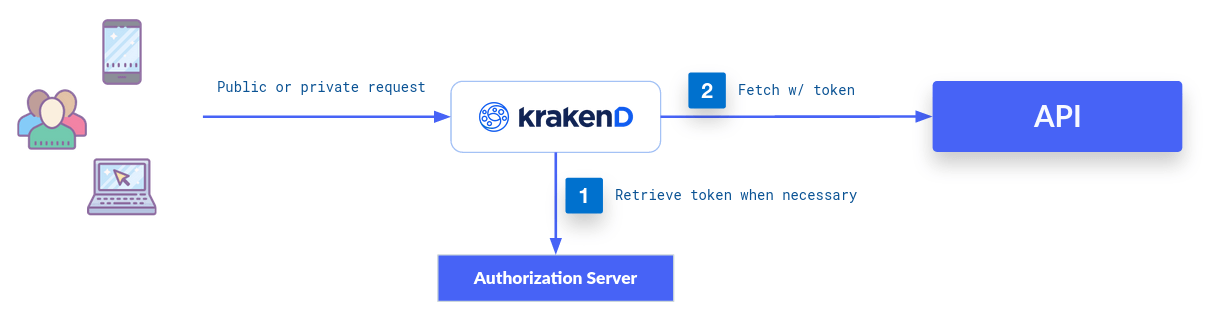 Public or private request
krakenD
2
Fetch w/ token
API
1
Retrieve token when necessary
Authorization Server